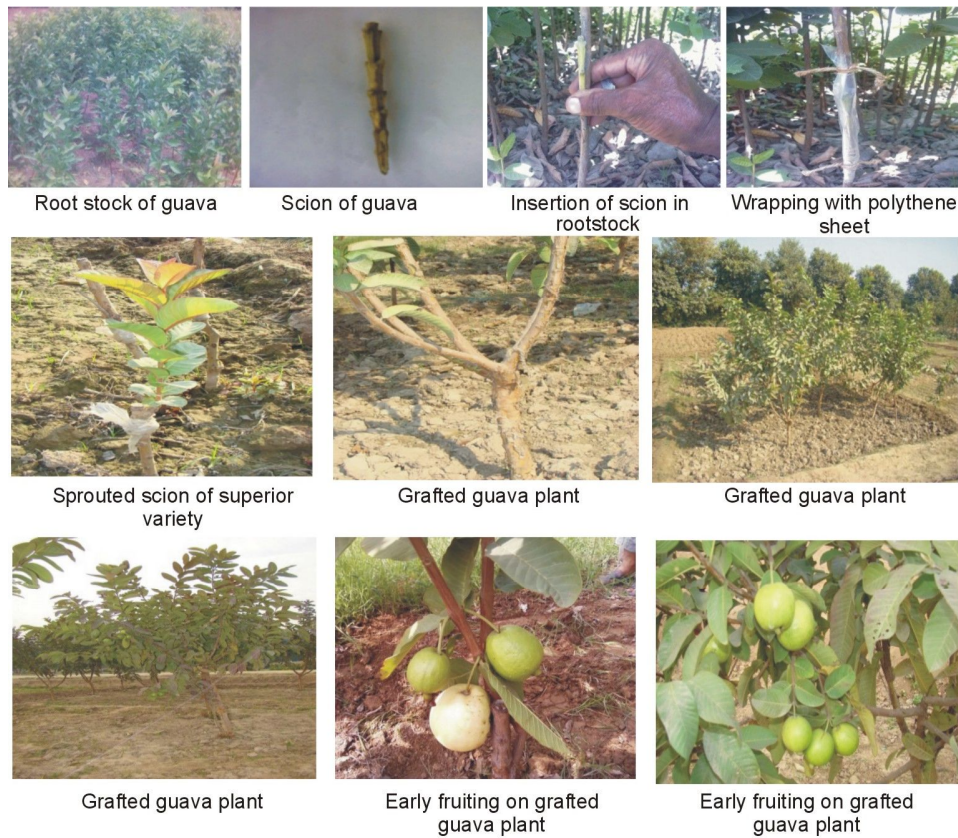 Root stock of guava
Scion of guava
Insertion of scion in
rootstock
Wrapping with polythene
sheet
Sprouted scion of superior
variety
Grafted guava plant
Grafted guava plant
Grafted guava plant
Early fruiting on grafted
guava plant
Early fruiting on grafted
guava plant